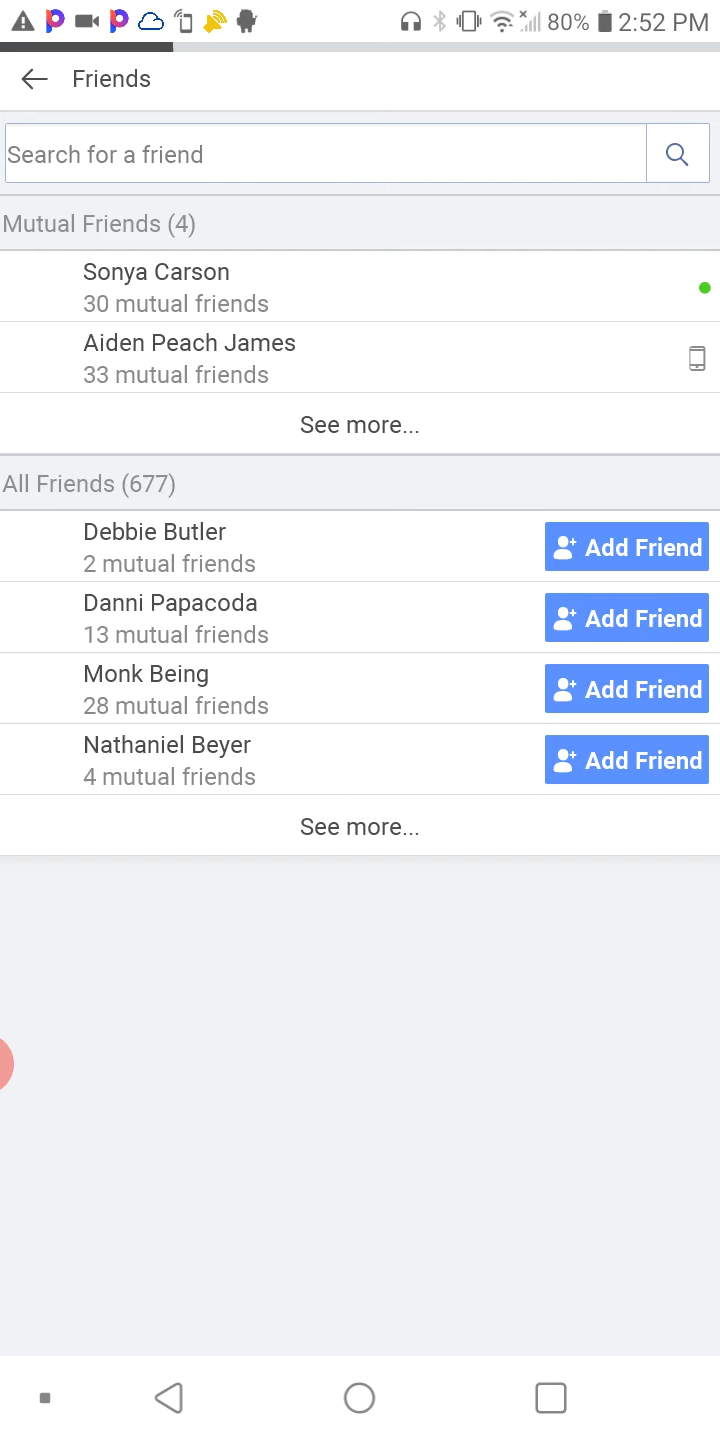 80% 2:52 PM
Friends
Search for a friend
Mutual Friends (4)
Sonya Carson
30 mutual friends
Aiden Peach James
33 mutual friends
See more...
All Friends (677)
Debbie Butler
2 mutual friends
Add Friend
Danni Papacoda
13 mutual friends
Add Friend
Monk Being
28 mutual friends
Add Friend
Nathaniel Beyer
4 mutual friends
Add Friend
See more...